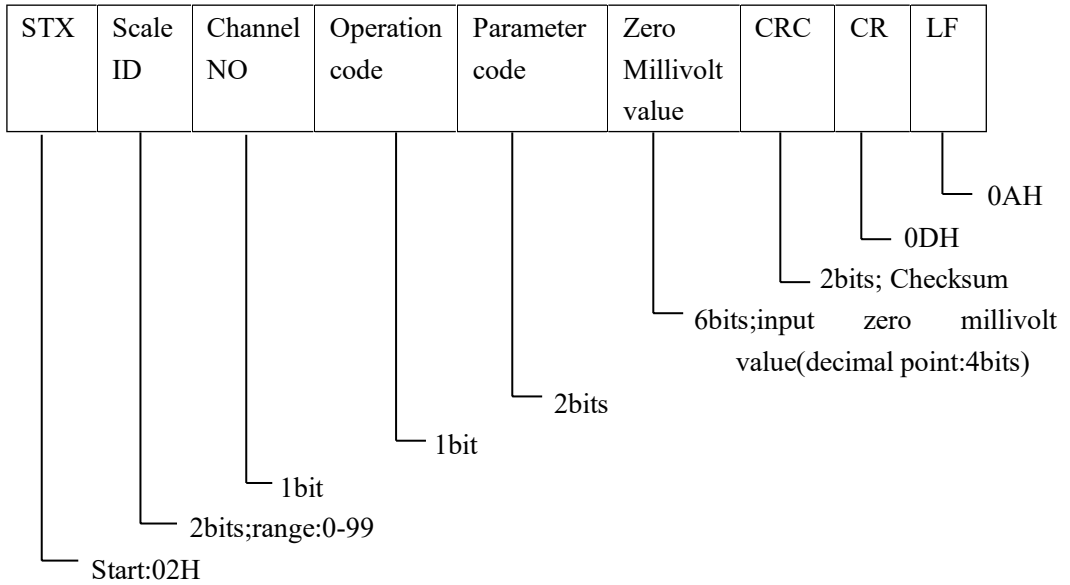 STX Scale ID Channel NO Operation code Parameter code Zero Millivolt value CRC CR LF
0AH
0DH
2bits; Checksum
6bits;input zero millivolt
value(decimal point:4bits)
2bits
1bit
1bit
2bits;range:0-99
Start:02H